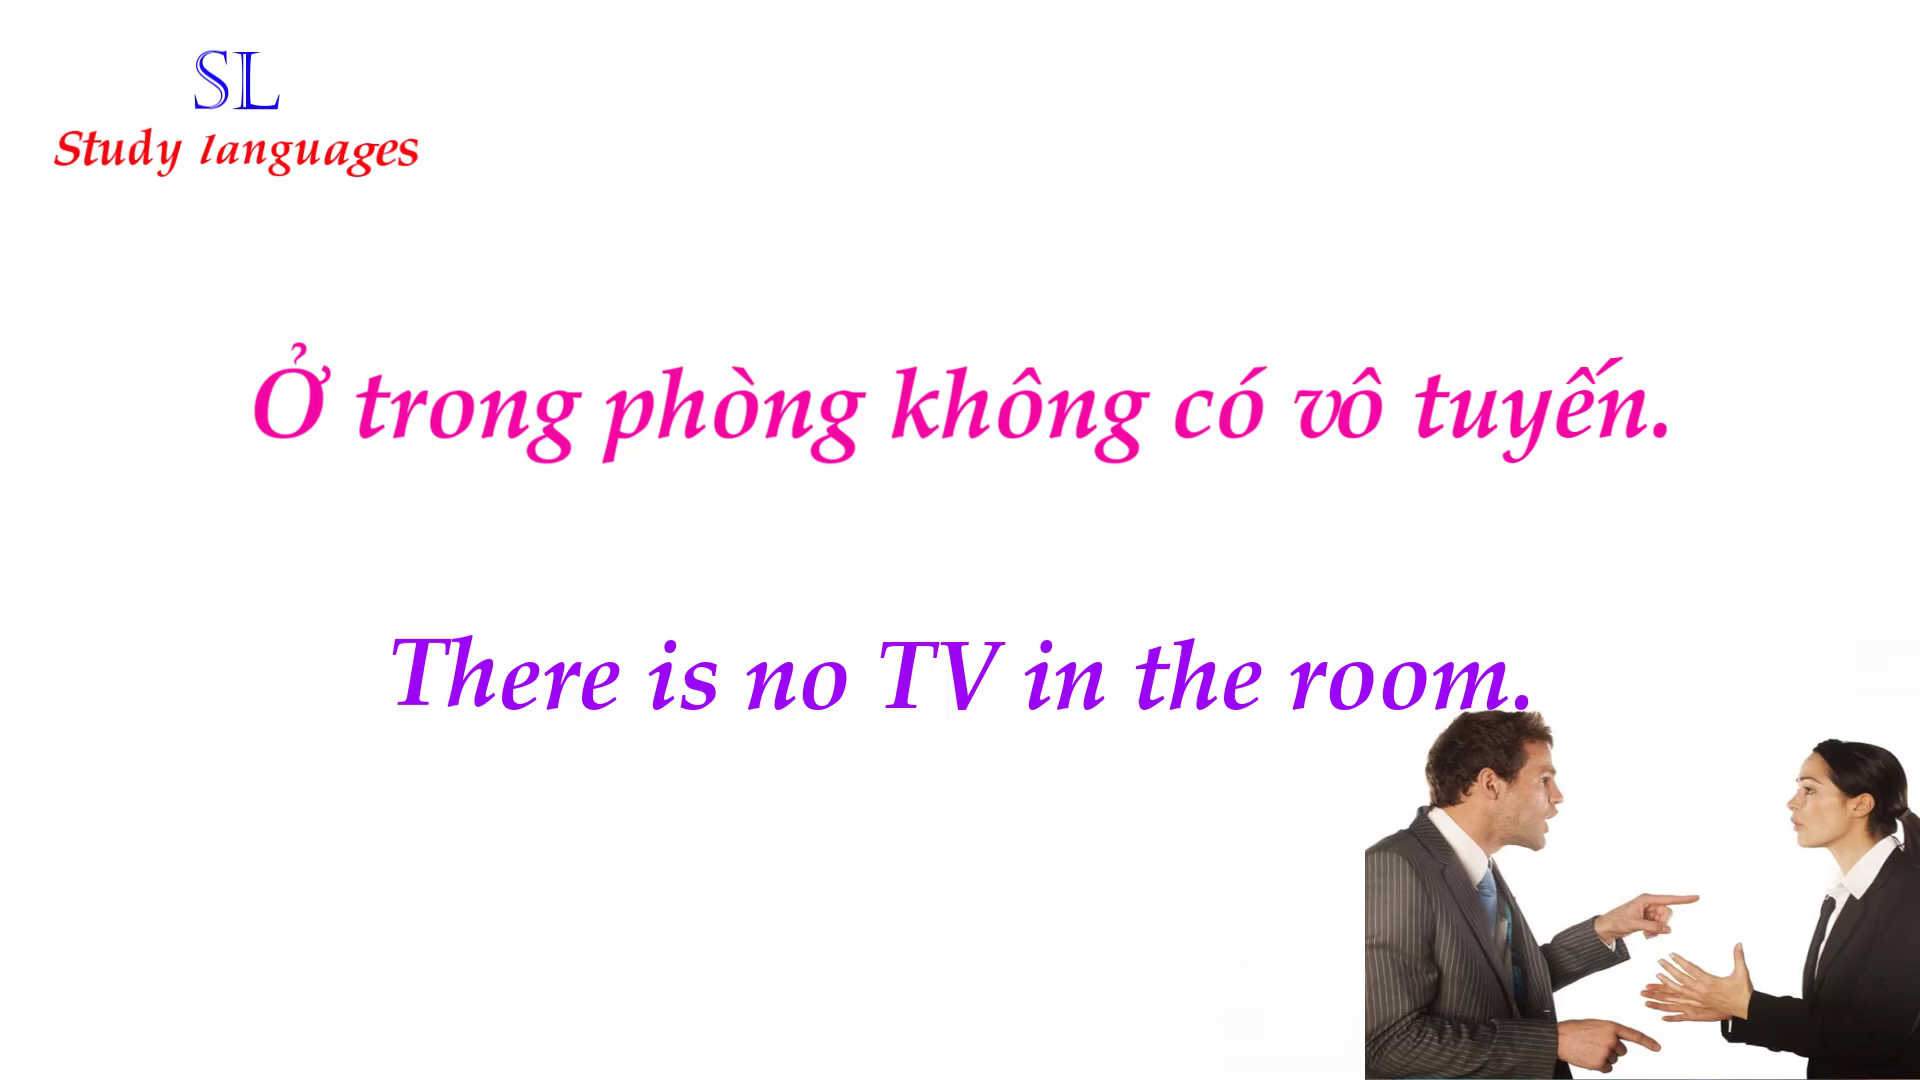 SL
Study languages
Ở trong phòng không có vô tuyến.
There is no TV in the room.